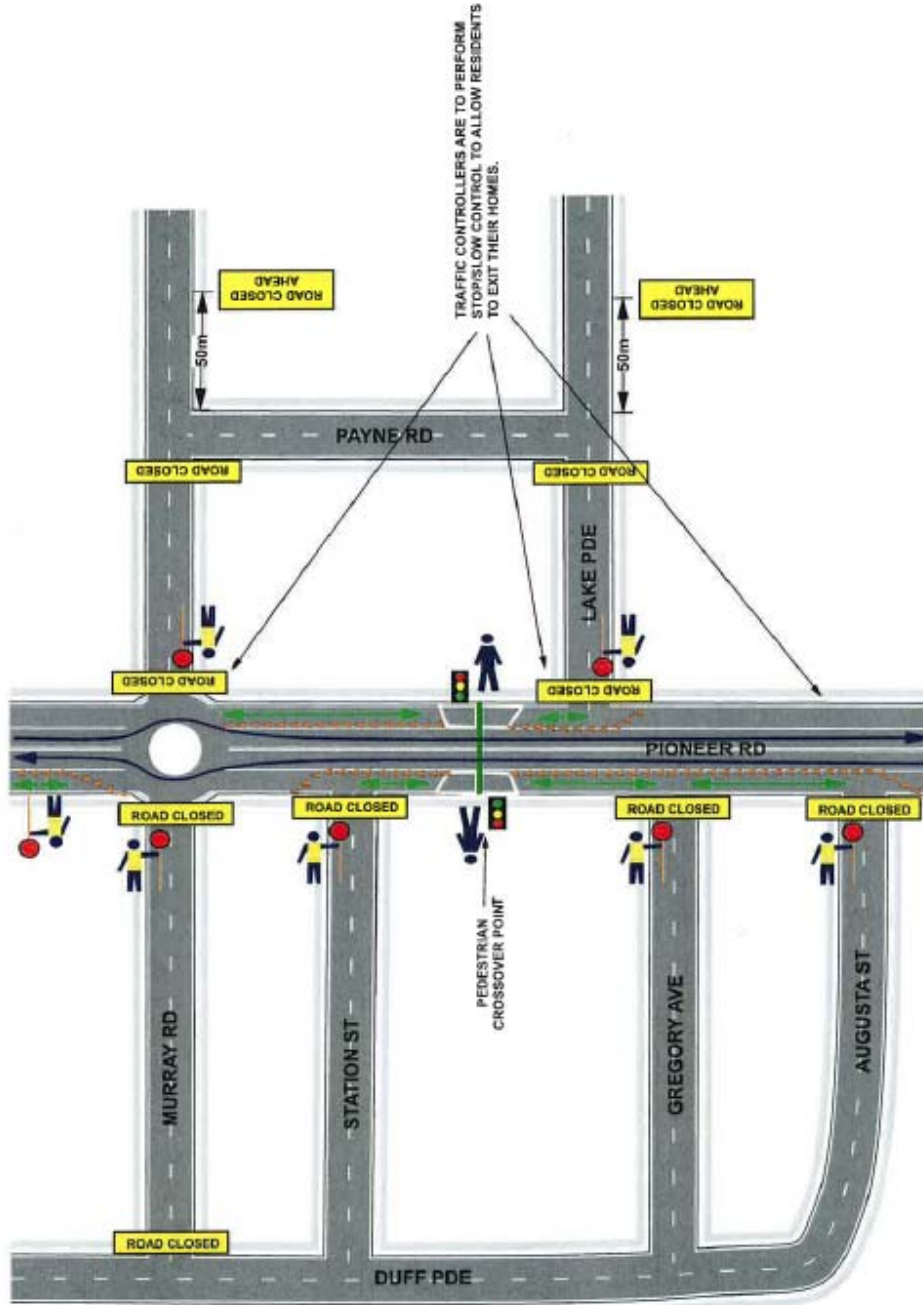 TRAFFIC CONTROLLERS ARE TO PERFORM
STOP/SLOW CONTROL TO ALLOW RESIDENTS
TO EXIT THEIR HOMES.
ROAD CLOSED
AHEAD
50m
ROAD CLOSED
AHEAD
50m
PAYNE RD
ROAD CLOSED
ROAD CLOSED
LAKE PDE
ROAD CLOSED
ROAD CLOSED
PIONEER RD
ROAD CLOSED
ROAD CLOSED
ROAD CLOSED
ROAD CLOSED
PEDESTRIAN
CROSSOVER POINT
MURRAY RD
STATION ST
GREGORY AVE
AUGUSTA ST
ROAD CLOSED
DUFF PDE